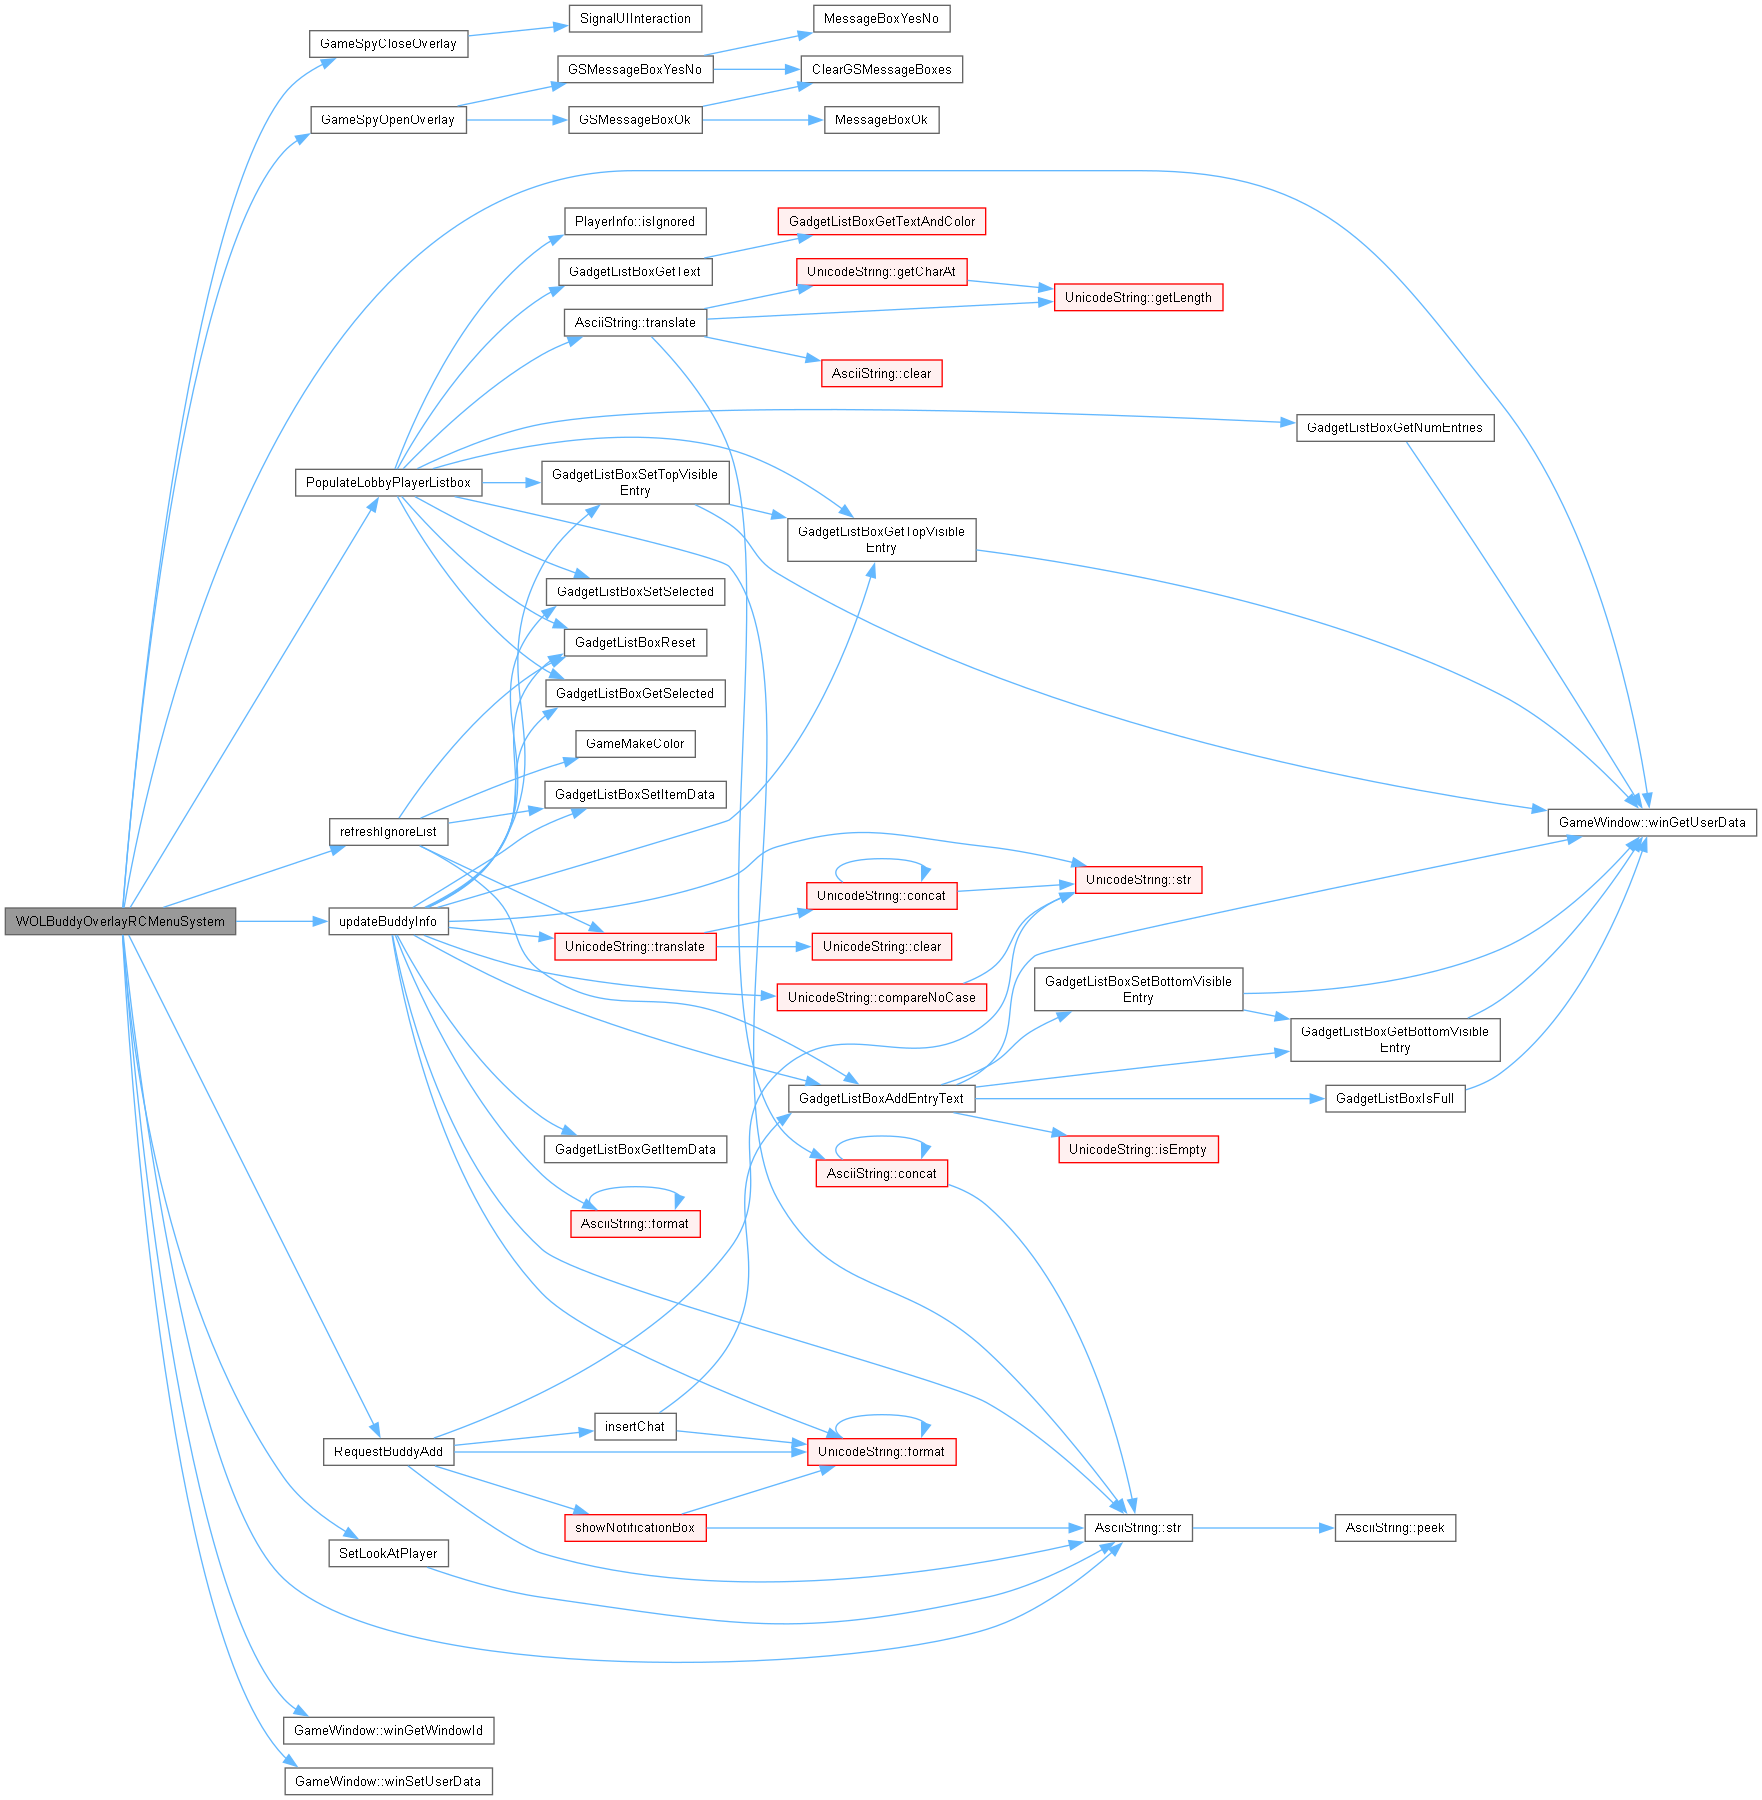 SignalUIInteraction
MessageBoxYesNo
GameSpyCloseOverlay
GSMessageBoxYesNo
ClearGSMessageBoxes
GameSpyOpenOverlay
GSMessageBoxOk
MessageBoxOk
PlayerInfo::isIgnored
GadgetListBoxGetTextAndColor
GadgetListBoxGetText
UnicodeString::getCharAt
UnicodeString::getLength
AsciiString::translate
AsciiString::clear
GadgetListBoxGetNumEntries
PopulateLobbyPlayerListbox
GadgetListBoxSetTopVisible
Entry
GadgetListBoxGetTopVisible
Entry
GadgetListBoxSetSelected
GadgetListBoxReset
GadgetListBoxGetSelected
GameMakeColor
GadgetListBoxSetItemData
GameWindow::winGetUserData
refreshIgnoreList
UnicodeString::str
UnicodeString::concat
WOLBuddyOverlayRCMenuSystem
updateBuddyInfo
UnicodeString::translate
UnicodeString::clear
UnicodeString::compareNoCase
GadgetListBoxSetBottomVisible
Entry
GadgetListBoxGetBottomVisible
Entry
GadgetListBoxAddEntryText
GadgetListBoxIsFull
GadgetListBoxGetItemData
UnicodeString::isEmpty
AsciiString::concat
AsciiString::format
insertChat
RequestBuddyAdd
UnicodeString::format
showNotificationBox
AsciiString::str
AsciiString::peek
SetLookAtPlayer
GameWindow::winGetWindowId
GameWindow::winSetUserData